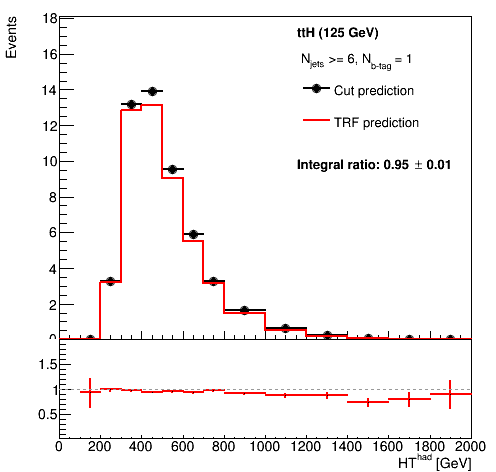 Events
18
16
14
12
10
8
6
4
2
0
ttH (125 GeV)
N_jets >= 6, N_b-tag = 1
Cut prediction
TRF prediction
Integral ratio: 0.95 ± 0.01
1.5
1
0.5
0 200 400 600 800 1000 1200 1400 1600 1800 2000
HT^had [GeV]